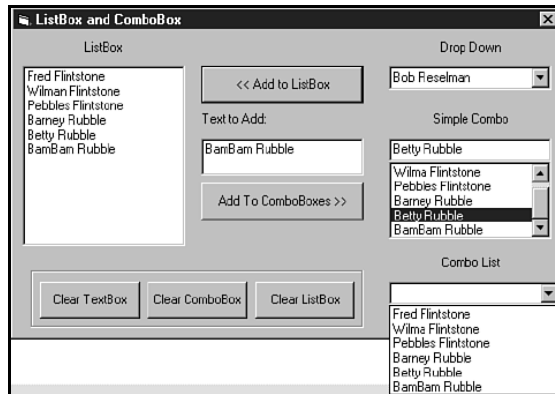 ListBox and ComboBox
ListBox
Fred Flintstone
Wilman Flintstone
Pebbles Flintstone
Barney Rubble
Betty Rubble
BamBam Rubble
<< Add to ListBox
Text to Add:
BamBam Rubble
Add To ComboBoxes >>
Clear TextBox
Clear ComboBox
Clear ListBox
Drop Down
Bob Reselman
Simple Combo
Betty Rubble
Wilma Flintstone
Pebbles Flintstone
Barney Rubble
Betty Rubble
BamBam Rubble
Combo List
Fred Flintstone
Wilma Flintstone
Pebbles Flintstone
Barney Rubble
Betty Rubble
BamBam Rubble